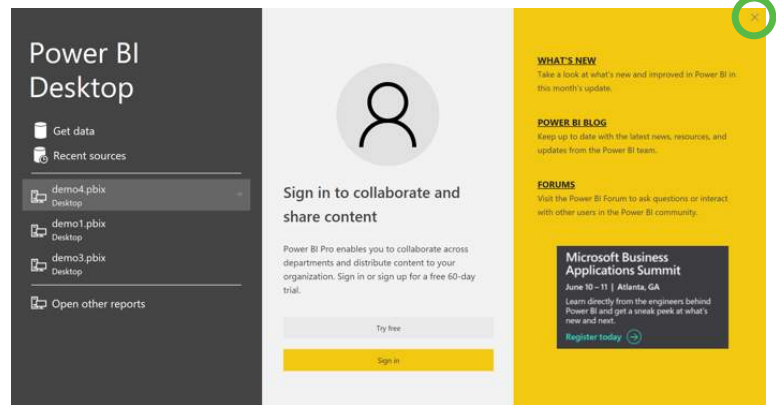 Power BI
Desktop
Get data
Recent sources
demo4.pbix
Desktop
demo1.pbix
Desktop
demo3.pbix
Desktop
Open other reports
Sign in to collaborate and
share content
Power BI Pro enables you to collaborate across
departments and distribute content to your
organization. Sign in or sign up for a free 60-day
trial.
Try free
Sign in
WHAT'S NEW
Take a look at what's new and improved in Power BI in
this month's update.
POWER BI BLOG
Keep up to date with the latest news, resources, and
updates from the Power BI team.
FORUMS
Visit the Power BI Forum to ask questions or interact
with other users in the Power BI community.
Microsoft Business
Applications Summit
June 10 – 11 | Atlanta, GA
Learn directly from the engineers behind
Power BI and get a sneak peek at what's
new and next.
Register today